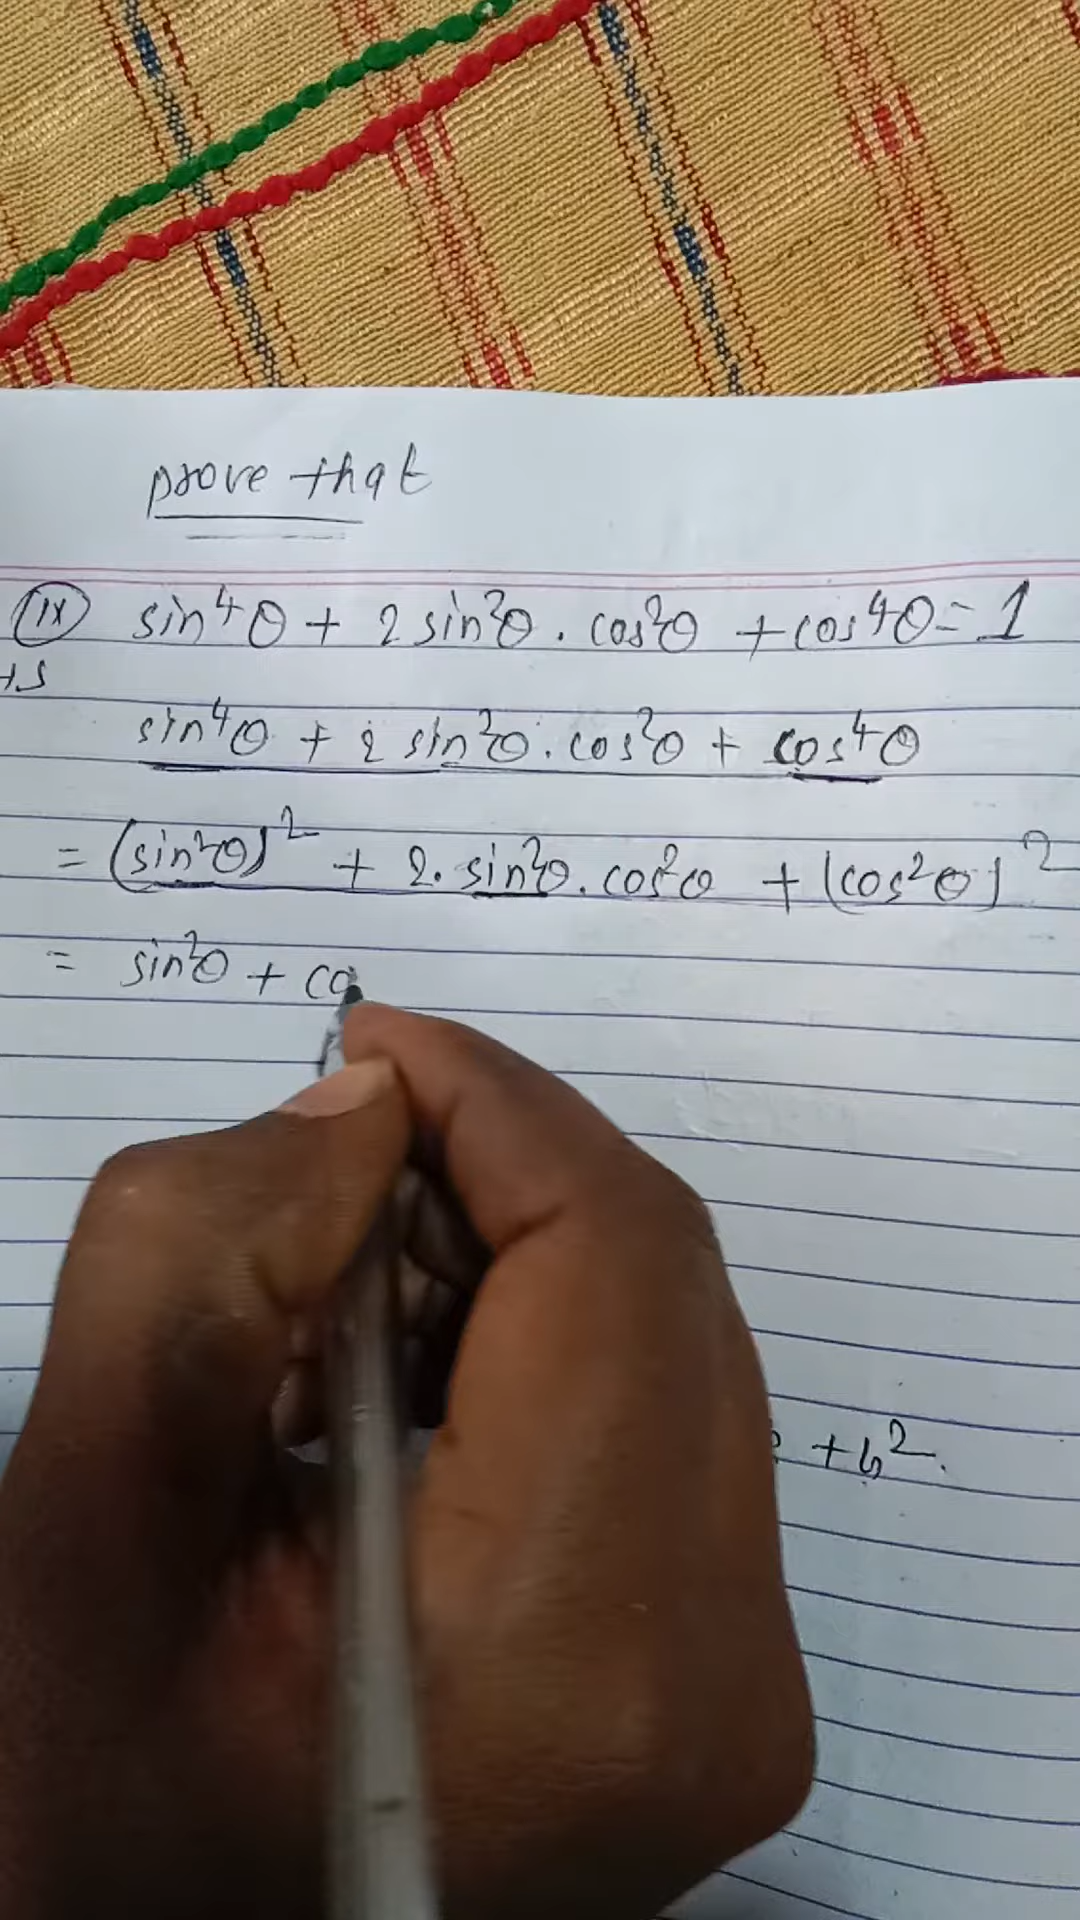 prove that
(ix) sin⁴θ + 2 sin²θ . cos²θ + cos⁴θ = 1
sin⁴θ + 2 sin²θ . cos²θ + cos⁴θ
= (sin²θ)² + 2. sin²θ . cos²θ + (cos²θ)²
= sin²θ + co
+ b².